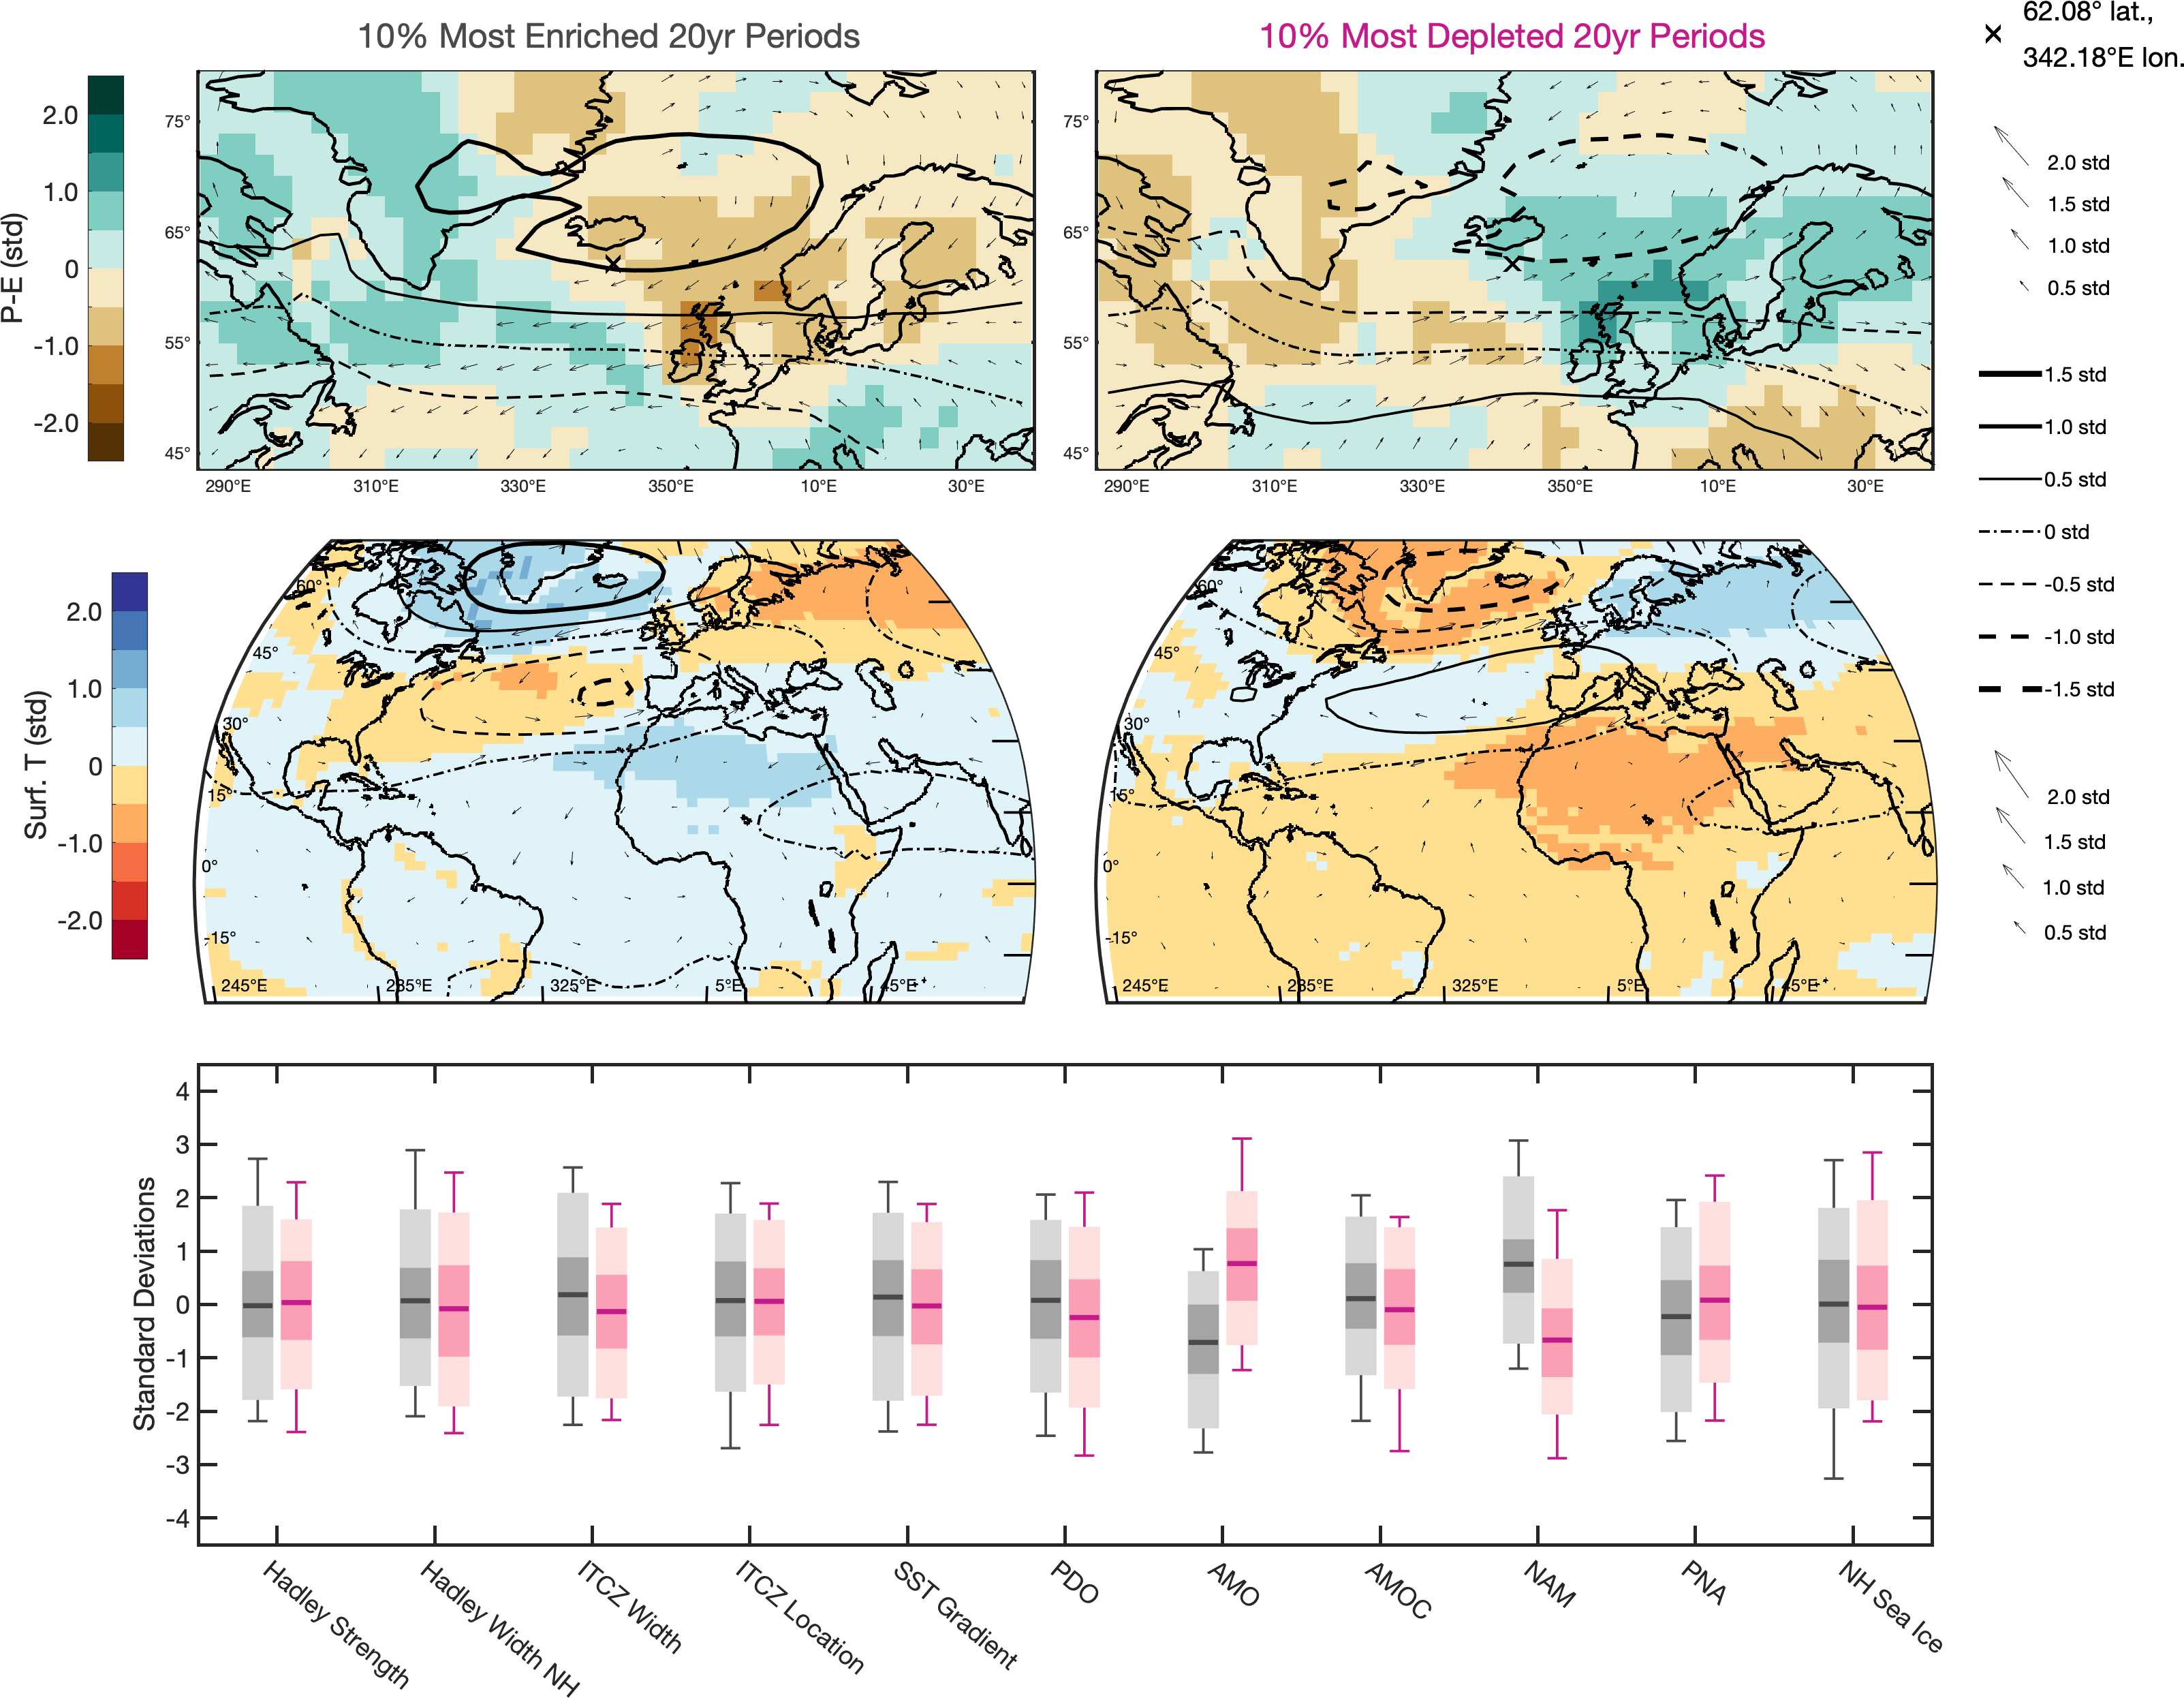 10% Most Enriched 20yr Periods
10% Most Depleted 20yr Periods
62.08° lat.,
342.18°E lon.
P-E (std)
2.0
1.0
0
-1.0
-2.0
75°
65°
55°
45°
290°E 310°E 330°E 350°E 10°E 30°E
75°
65°
55°
45°
290°E 310°E 330°E 350°E 10°E 30°E
2.0 std
1.5 std
1.0 std
0.5 std
1.5 std
1.0 std
0.5 std
0 std
-0.5 std
-1.0 std
-1.5 std
Surf. T (std)
2.0
1.0
0
-1.0
-2.0
60°
45°
30°
15°
0°
-15°
245°E 285°E 325°E 5°E 45°E
60°
45°
30°
15°
0°
-15°
245°E 285°E 325°E 5°E 45°E
2.0 std
1.5 std
1.0 std
0.5 std
Standard Deviations
4
3
2
1
0
-1
-2
-3
-4
Hadley Strength
Hadley Width NH
ITCZ Width
ITCZ Location
SST Gradient
PDO
AMO
AMOC
NAM
PNA
NH Sea Ice